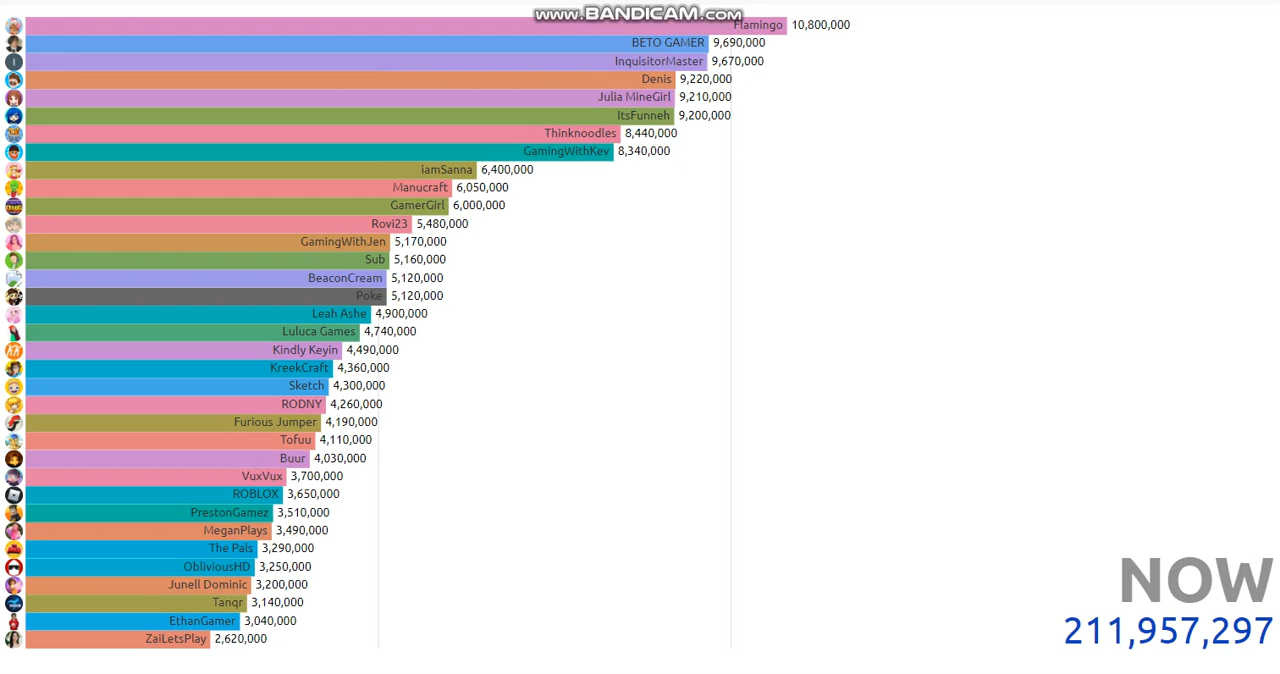 www.BANDICAM.com
Flamingo 10,800,000
BETO GAMER 9,690,000
InquisitorMaster 9,670,000
Denis 9,220,000
Julia MineGirl 9,210,000
ItsFunneh 9,200,000
Thinknoodles 8,440,000
GamingWithKev 8,340,000
iamSanna 6,400,000
Manucraft 6,050,000
GamerGirl 6,000,000
Rovi23 5,480,000
GamingWithJen 5,170,000
Sub 5,160,000
BeaconCream 5,120,000
Poke 5,120,000
Leah Ashe 4,900,000
Luluca Games 4,740,000
Kindly Keyin 4,490,000
KreekCraft 4,360,000
Sketch 4,300,000
RODNY 4,260,000
Furious Jumper 4,190,000
Tofuu 4,110,000
Buur 4,030,000
VuxVux 3,700,000
ROBLOX 3,650,000
PrestonGamez 3,510,000
MeganPlays 3,490,000
The Pals 3,290,000
ObliviousHD 3,250,000
Junell Dominic 3,200,000
Tanqr 3,140,000
EthanGamer 3,040,000
ZaiLetsPlay 2,620,000
NOW
211,957,297